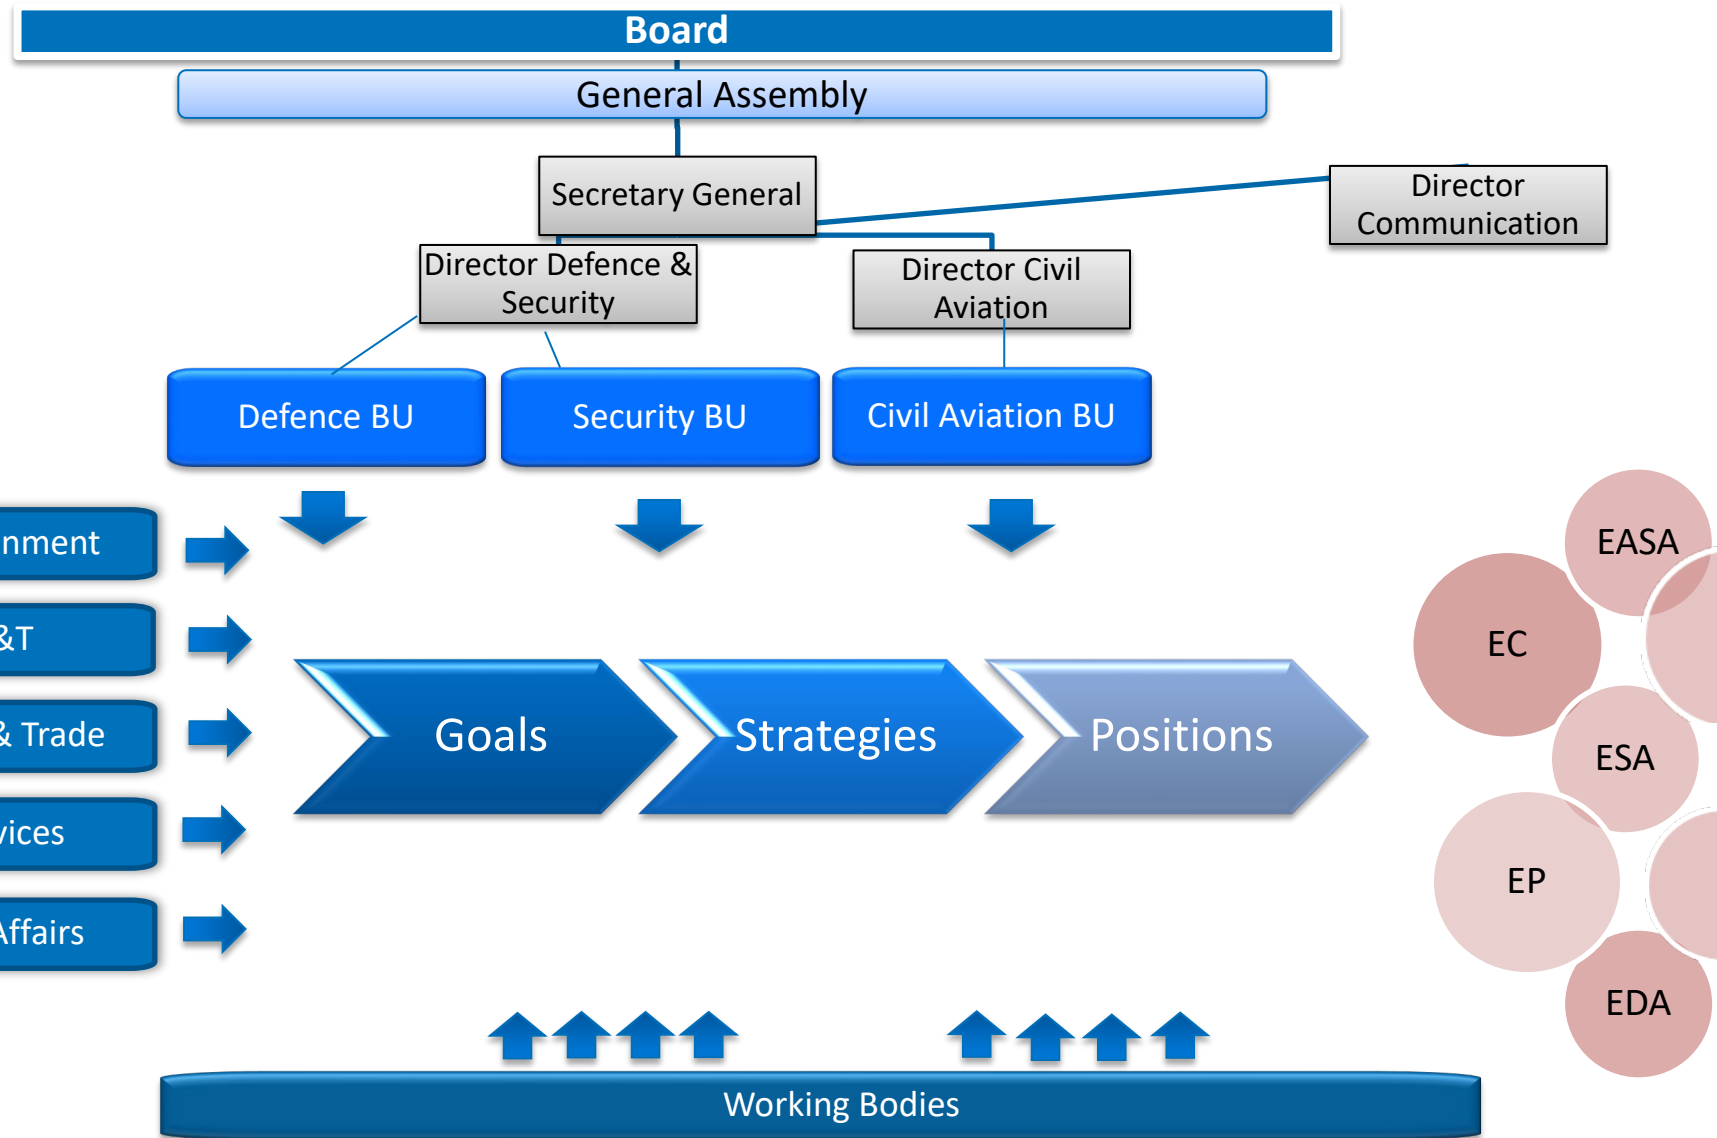 Board
General Assembly
Secretary General
Director
Communication
Director Defence &
Security
Director Civil
Aviation
Defence BU
Security BU
Civil Aviation BU
nment
&T
& Trade
vices
Affairs
Goals
Strategies
Positions
EASA
EC
ESA
EP
EDA
Working Bodies